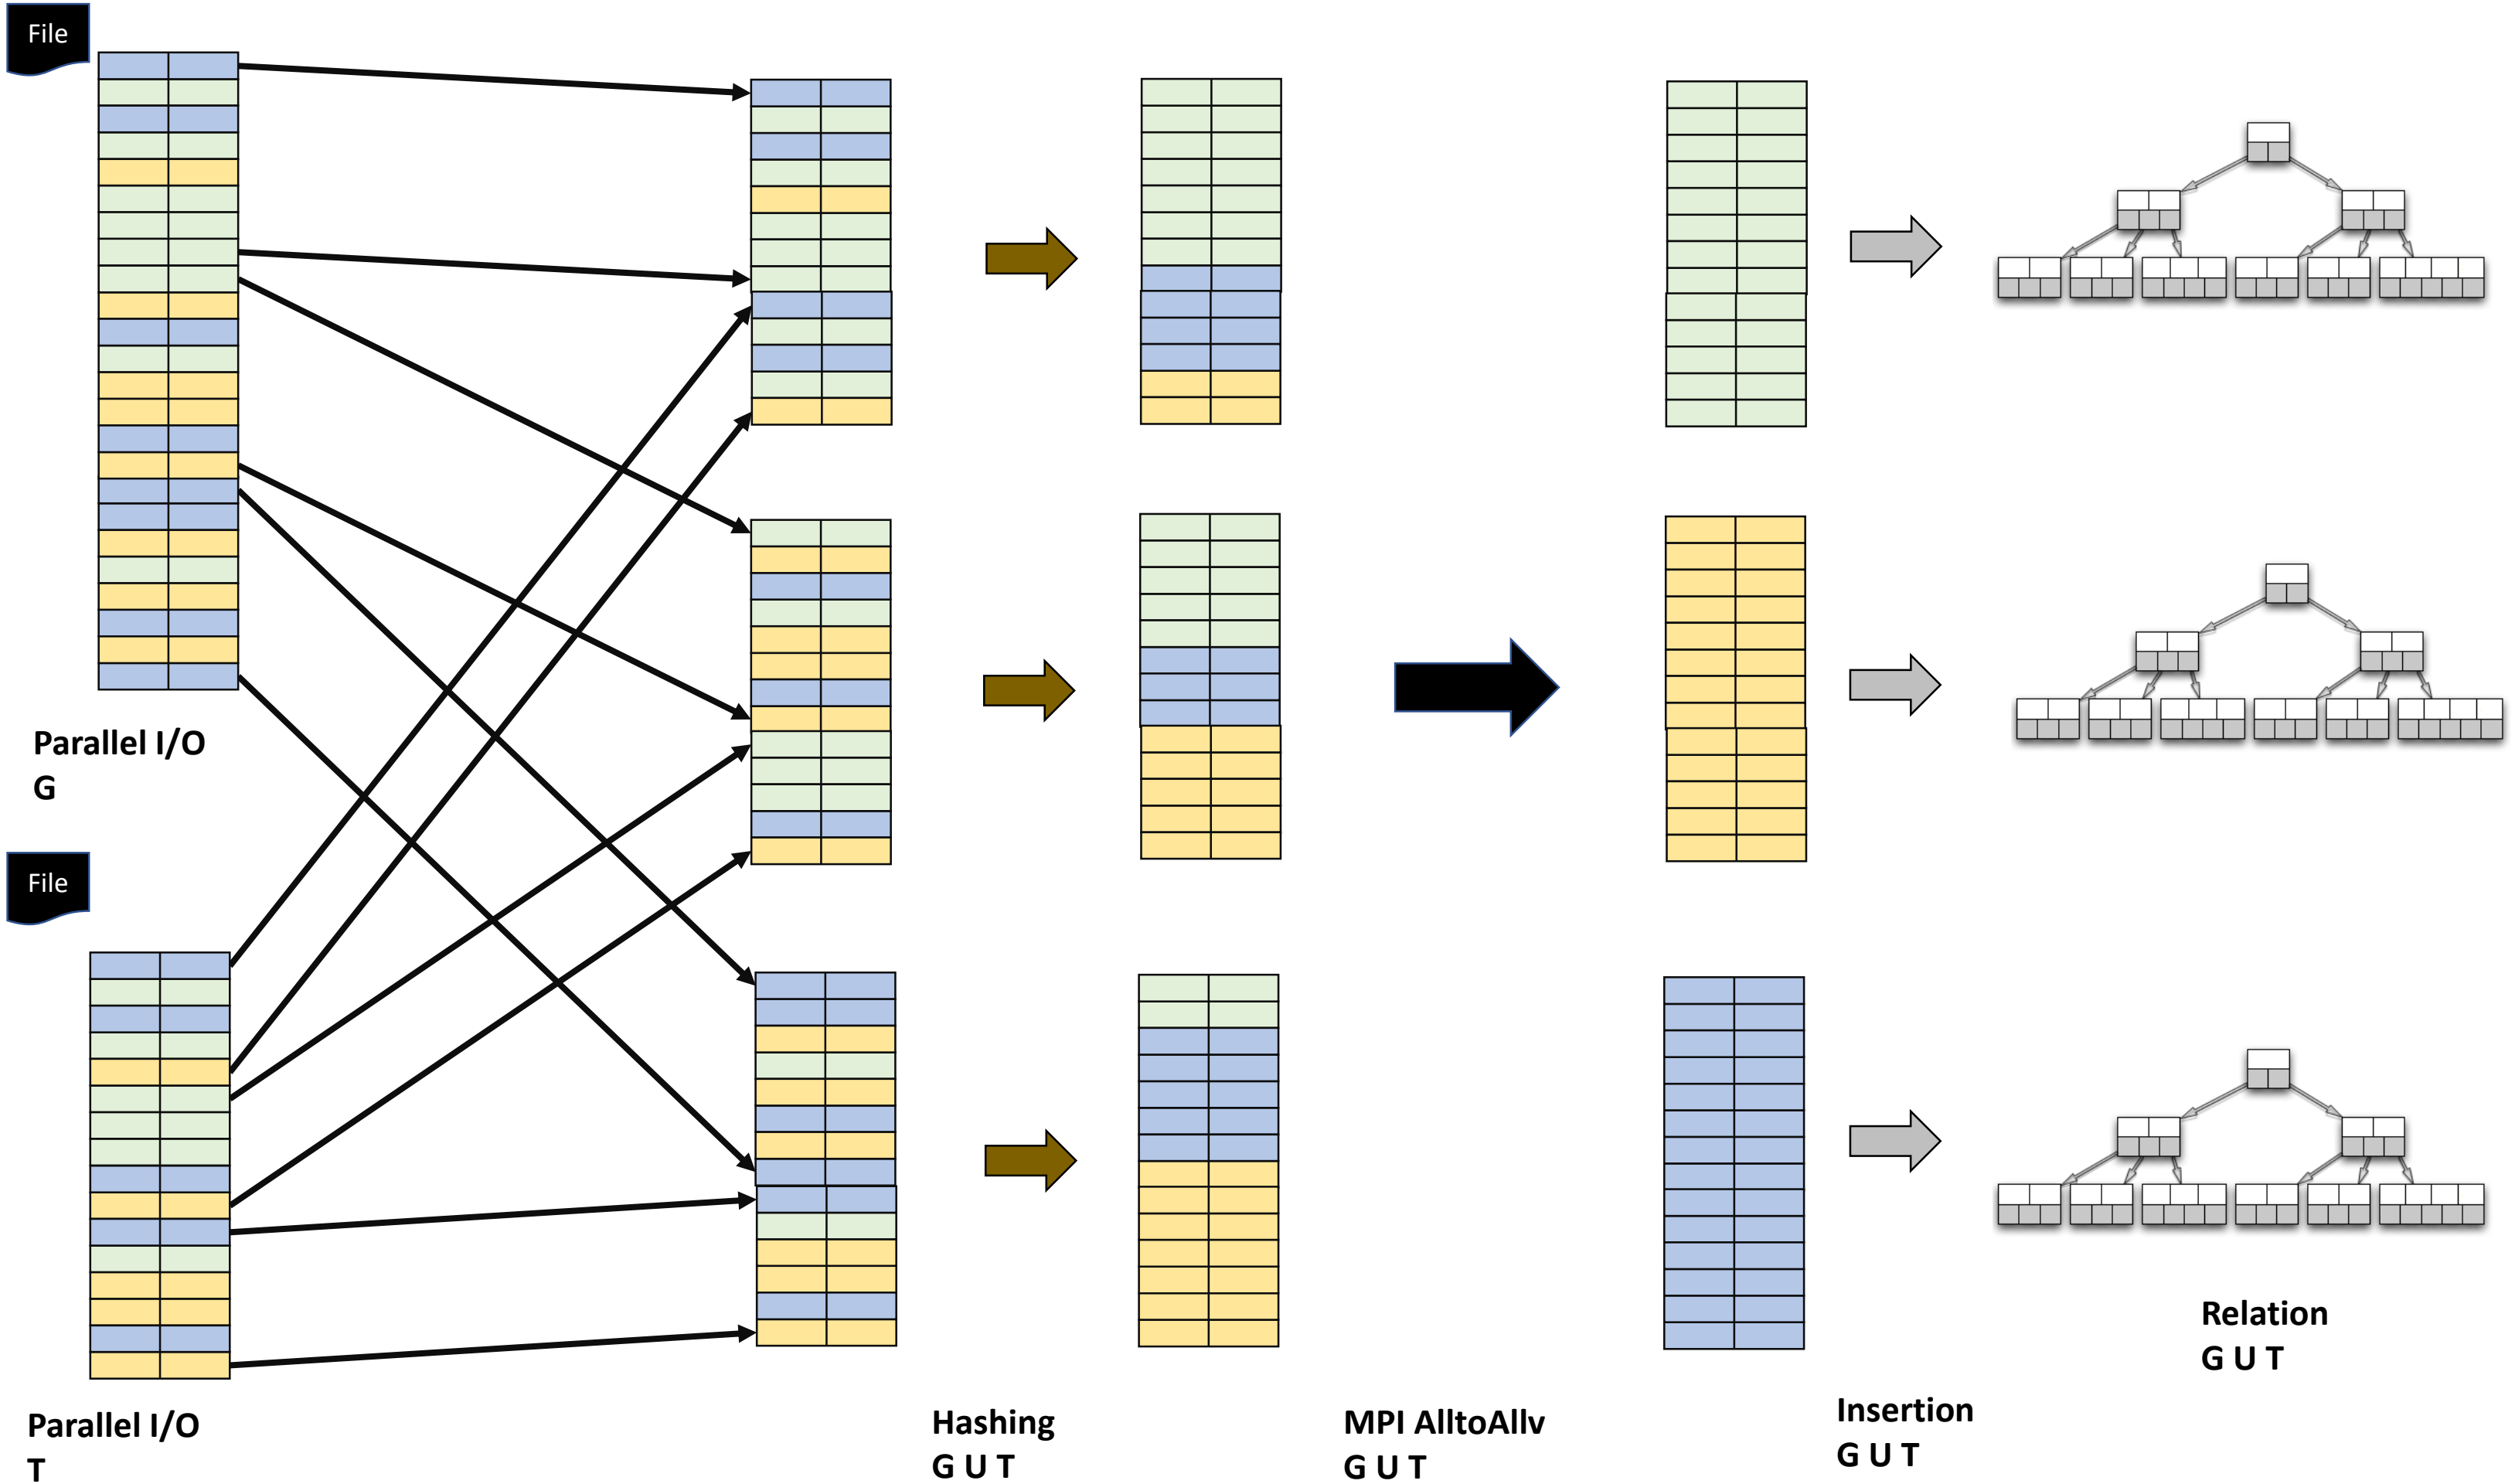 File
Parallel I/O
G
File
Parallel I/O
T
Hashing
G U T
MPI AlltoAllv
G U T
Insertion
G U T
Relation
G U T